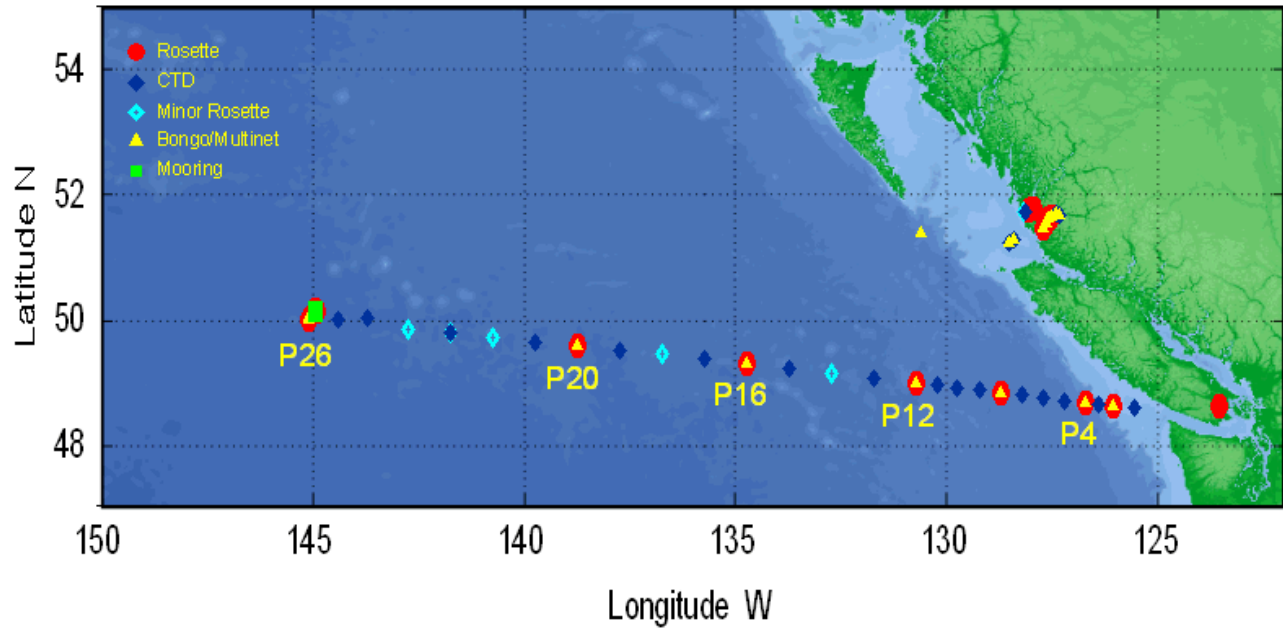 54
Rosette
CTD
Minor Rosette
Bongo/Multinet
Mooring
52
Latitude N
50
P26
P20
P16
P12
P4
48
150
145
140
135
130
125
Longitude W